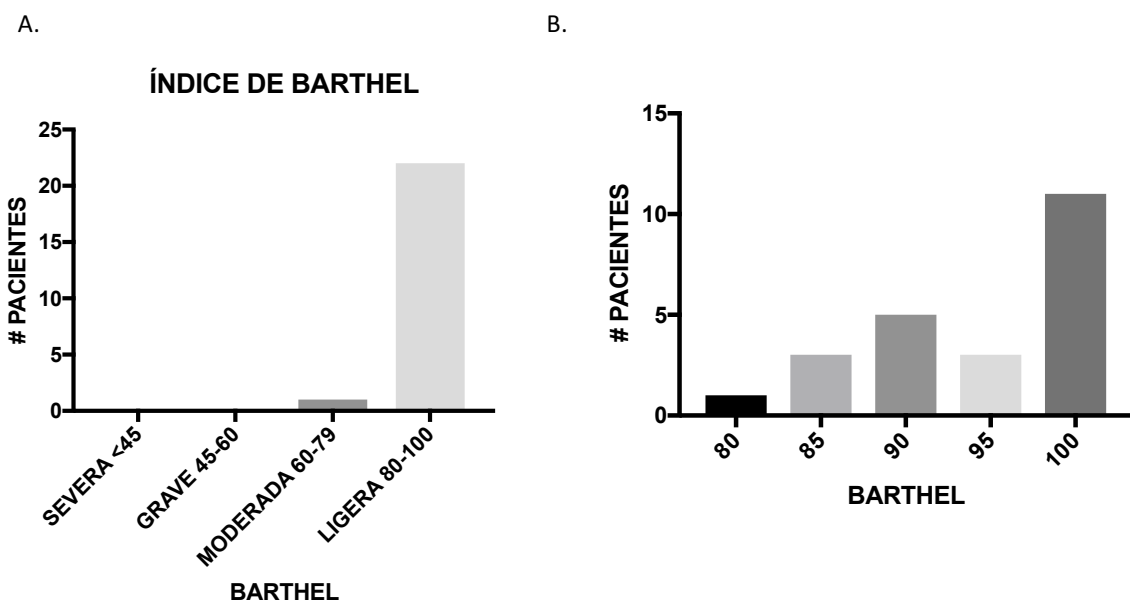 A.
ÍNDICE DE BARTHEL
# PACIENTES
25
20
15
10
5
0
SEVERA <45
GRAVE 45-60
MODERADA 60-79
LIGERA 80-100
BARTHEL
B.
# PACIENTES
15
10
5
0
80
85
90
95
100
BARTHEL